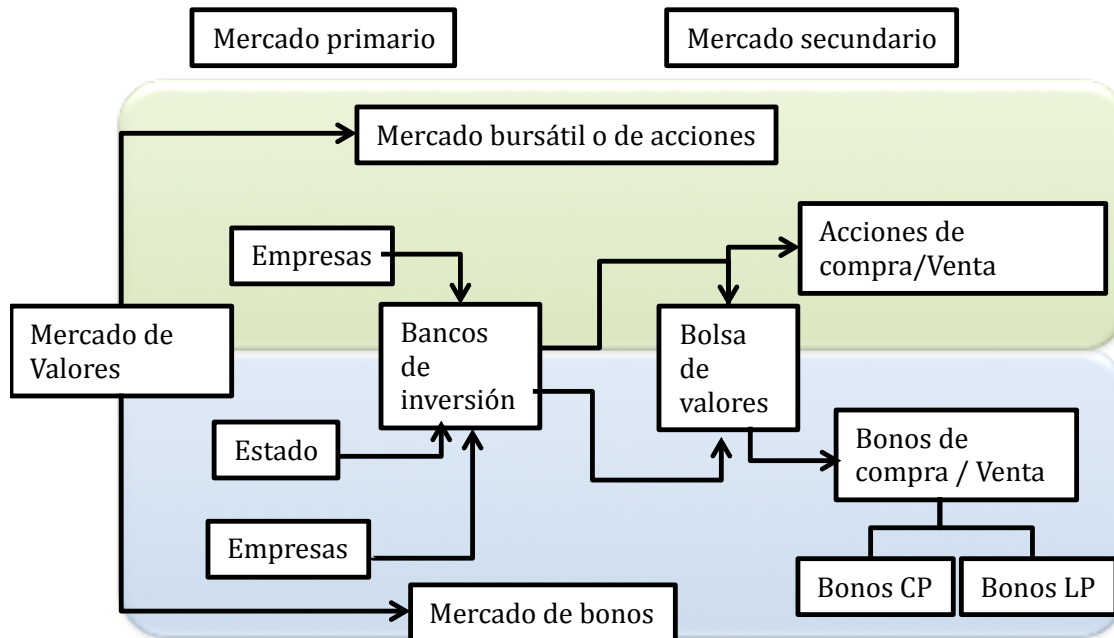 Mercado primario
Mercado secundario
Mercado bursátil o de acciones
Empresas
Acciones de
compra/Venta
Mercado de
Valores
Bancos
de
inversión
Bolsa
de
valores
Estado
Bonos de
compra / Venta
Empresas
Bonos CP
Bonos LP
Mercado de bonos